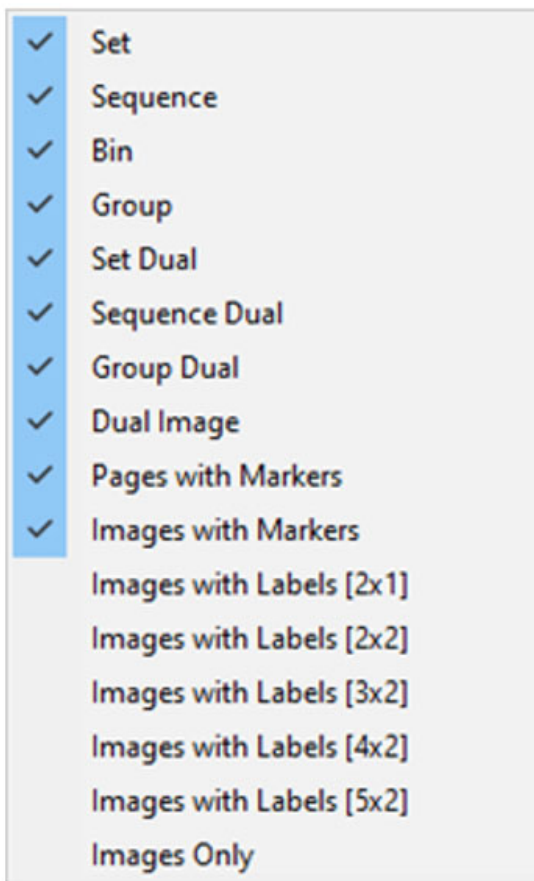 Set
Sequence
Bin
Group
Set Dual
Sequence Dual
Group Dual
Dual Image
Pages with Markers
Images with Markers
Images with Labels [2x1]
Images with Labels [2x2]
Images with Labels [3x2]
Images with Labels [4x2]
Images with Labels [5x2]
Images Only